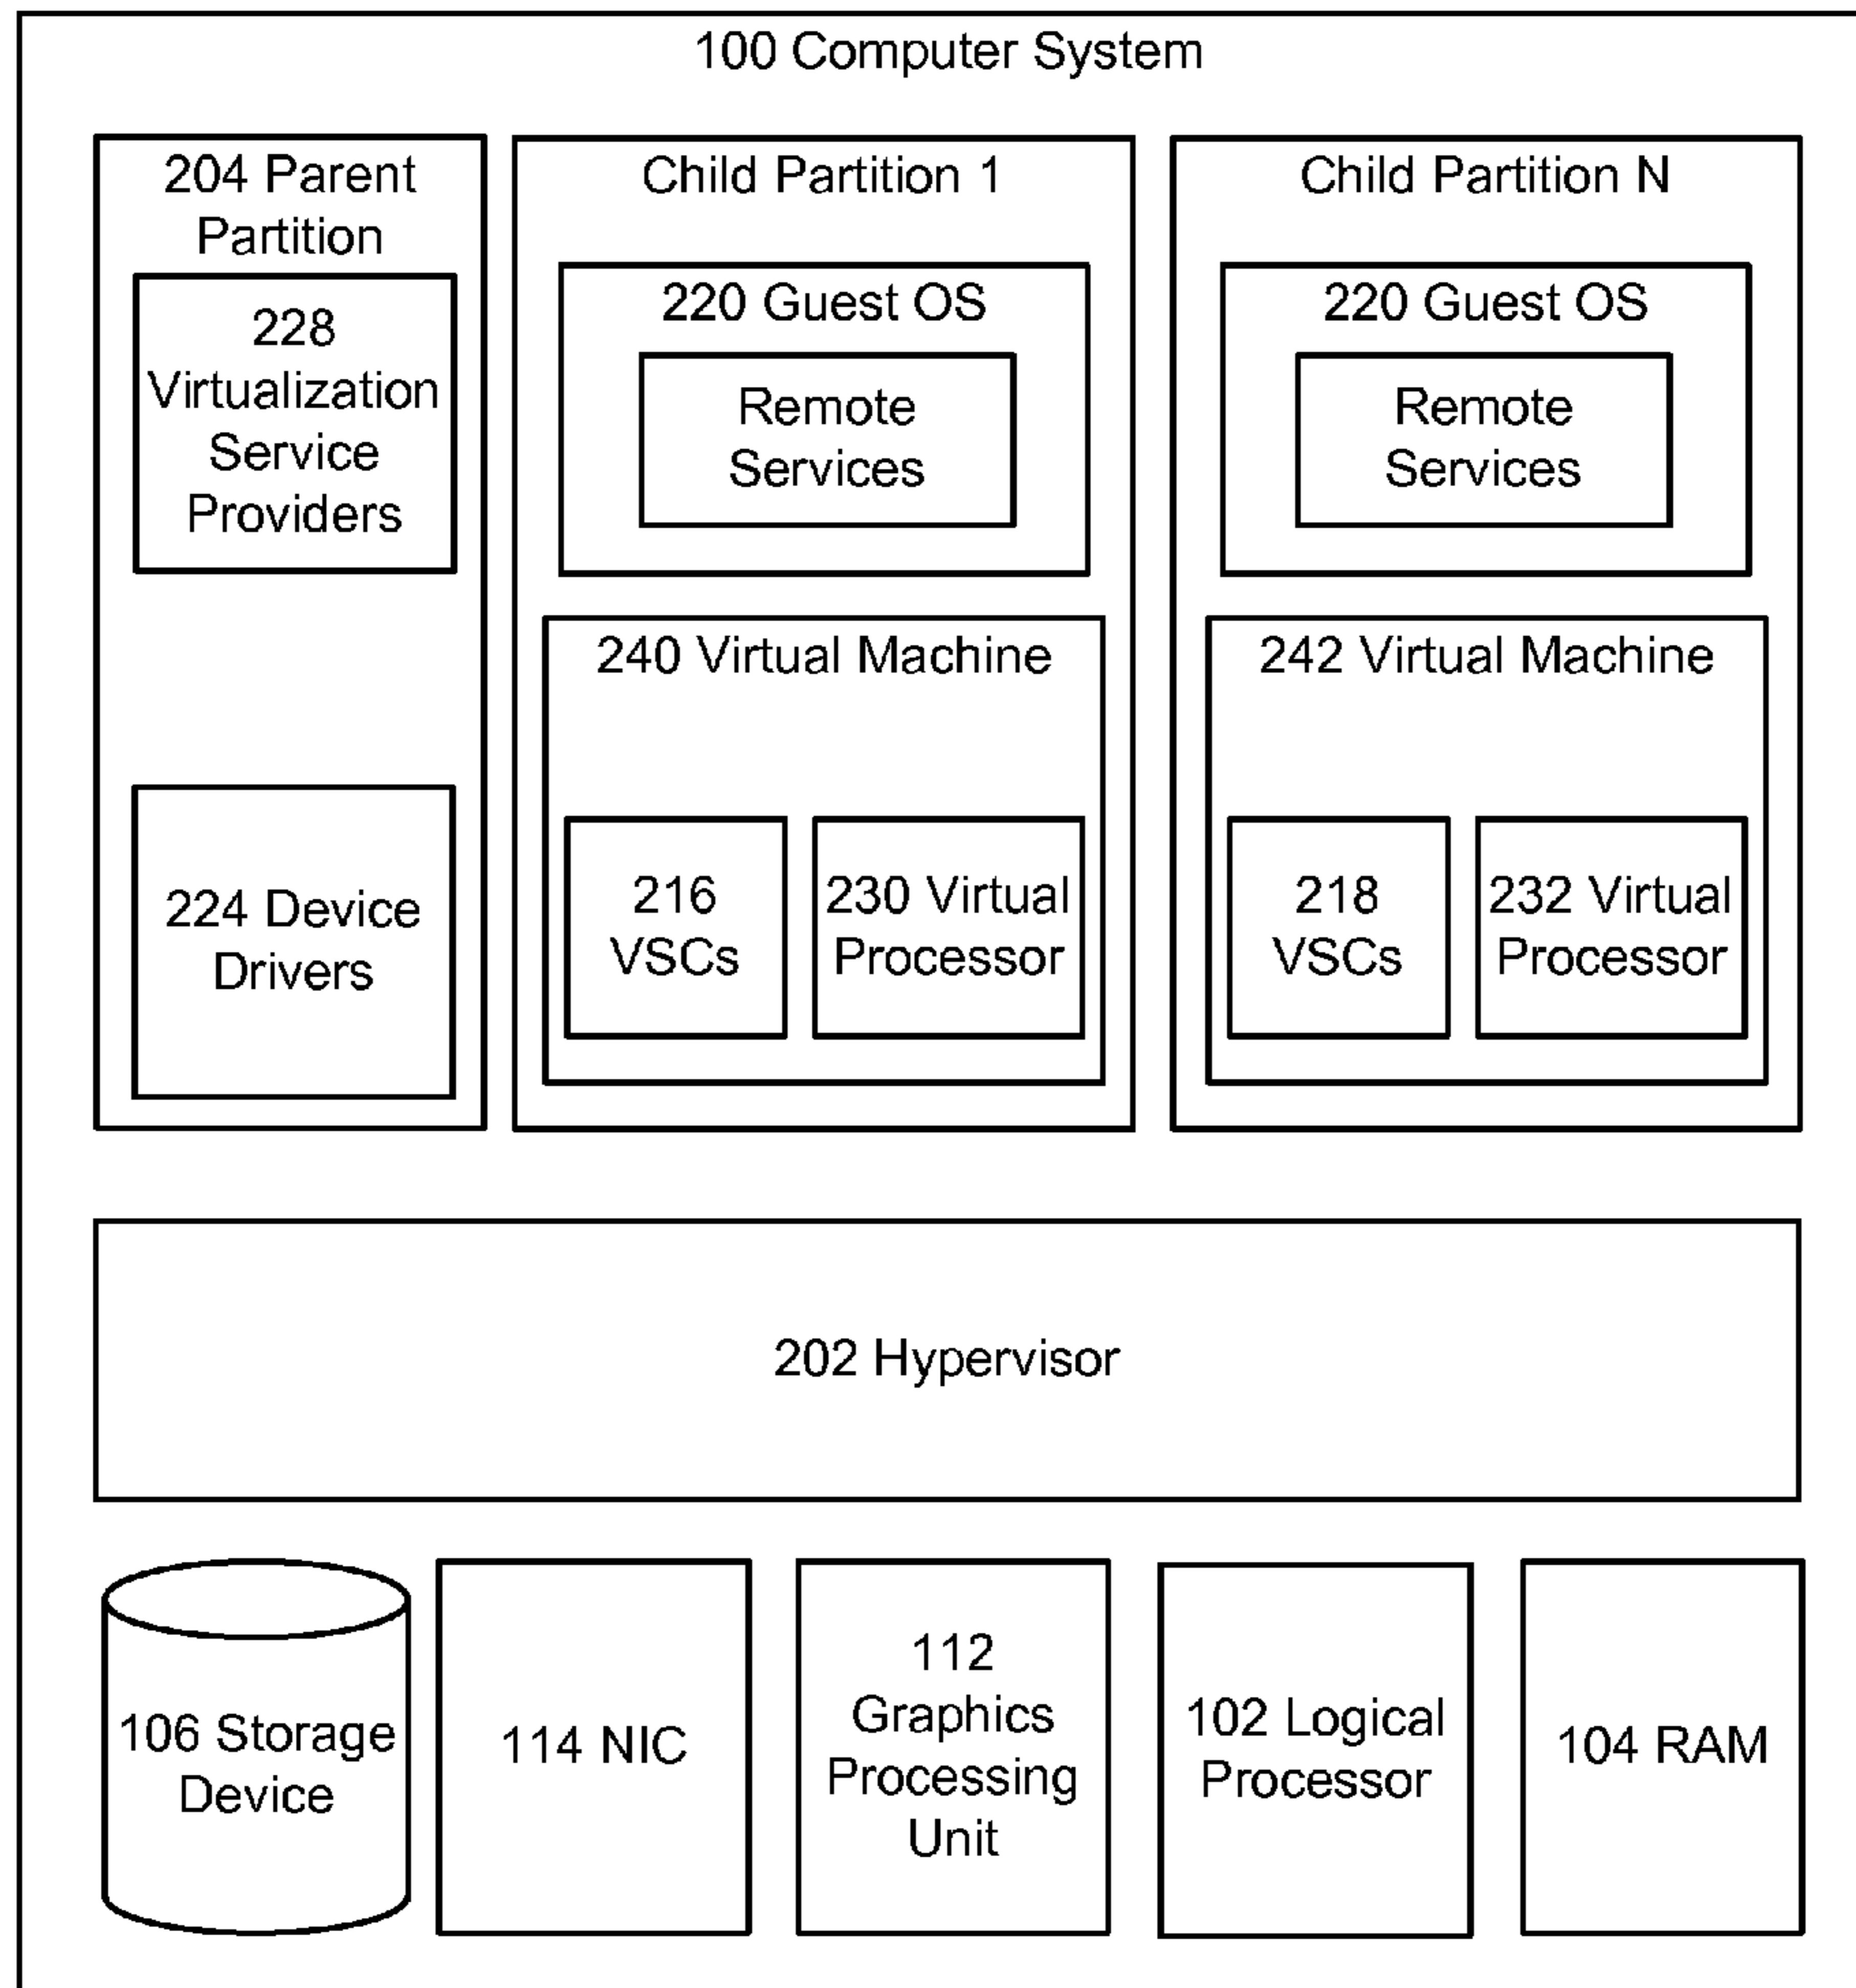 100 Computer System
204 Parent
Partition
228
Virtualization
Service
Providers
224 Device
Drivers
Child Partition 1
220 Guest OS
Remote
Services
240 Virtual Machine
216
VSCs
230 Virtual
Processor
Child Partition N
220 Guest OS
Remote
Services
242 Virtual Machine
218
VSCs
232 Virtual
Processor
202 Hypervisor
106 Storage
Device
114 NIC
112
Graphics
Processing
Unit
102 Logical
Processor
104 RAM